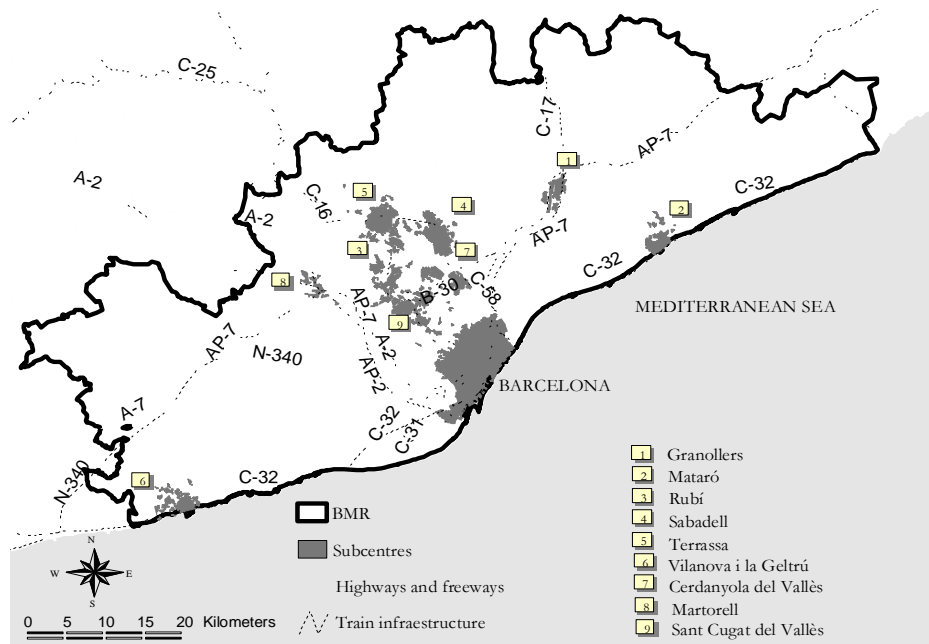 C-25
C-17
1
AP-7
A-2
C-32
5
C-16
4
2
A-2
3
7
AP-7
C-32
8
C-58
B-30
AP-7
MEDITERRANEAN SEA
9
AP-7
A-2
N-340
AP-2
BARCELONA
A-7
C-32
C-31
N-340
6
C-32
BMR
Subcentres
Highways and freeways
Train infraestructure
1 Granollers
2 Mataró
3 Rubí
4 Sabadell
5 Terrassa
6 Vilanova i la Geltrú
7 Cerdanyola del Vallès
8 Martorell
9 Sant Cugat del Vallès
N
W E
S
0 5 10 15 20 Kilometers